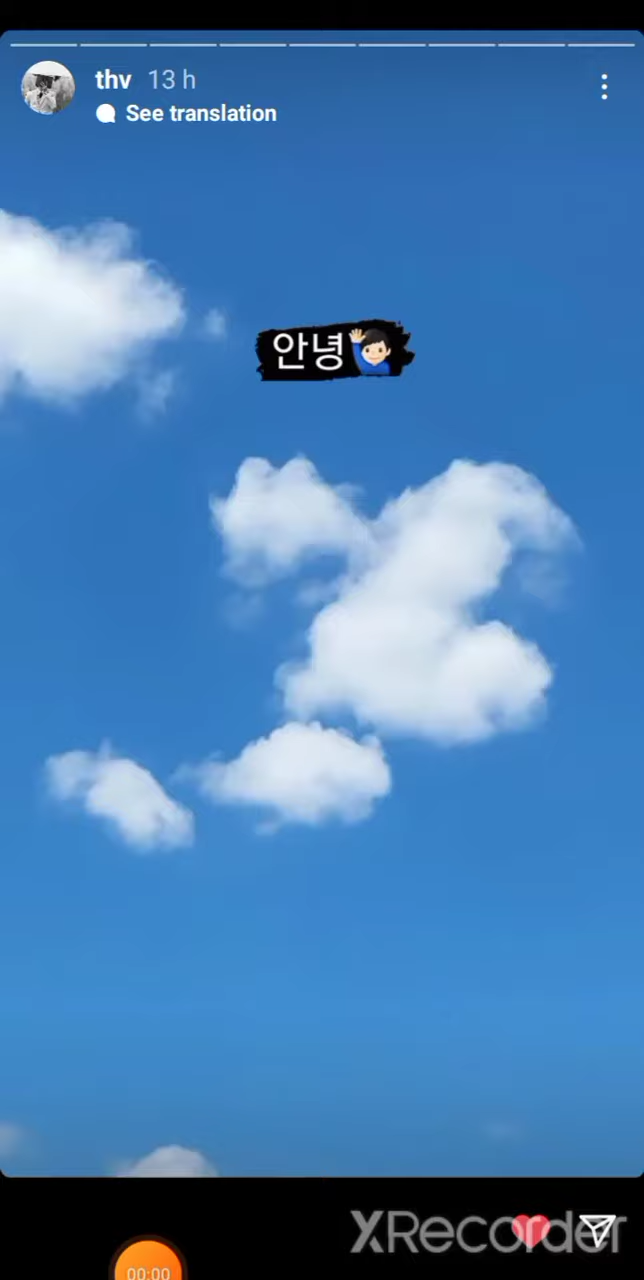 thv 13 h
See translation
안녕🙋🏻‍♂️
XRecorder
00:00